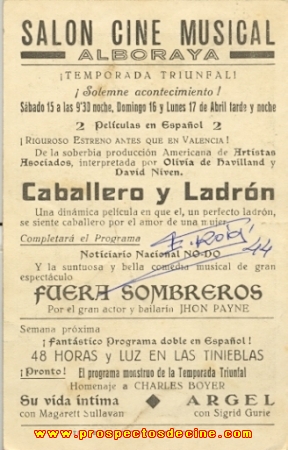 SALON CINE MUSICAL
ALBORAYA
¡TEMPORADA TRIUNFAL!
¡Solemne acontecimiento!
Sábado 15 a las 9'30 noche, Domingo 16 y Lunes 17 de Abril tarde y noche
2 Películas en Español 2
¡RIGUROSO ESTRENO ANTES QUE EN VALENCIA!
De la soberbia producción Americana de Artistas
Asociados, interpretada por Olivia de Havilland y
David Niven.
Caballero y Ladrón
Una dinámica película en que el, un perfecto ladrón,
se siente caballero por el amor de una mujer.
Completará el Programa
Noticiario Nacional NO-DO
44
Y la suntuosa y bella comedia musical de gran
espectáculo
FUERA SOMBREROS
Por el gran actor y bailarín JHON PAYNE
Semana próxima
¡Fantástico Programa doble en Español!
48 HORAS y LUZ EN LAS TINIEBLAS
¡Pronto! El programa monstruo de la Temporada Triunfal
Homenaje a CHARLES BOYER
Su vida íntima ◆ ARGEL
con Magarett Sullavan con Sigrid Gurie
www.prospectosdecine.com